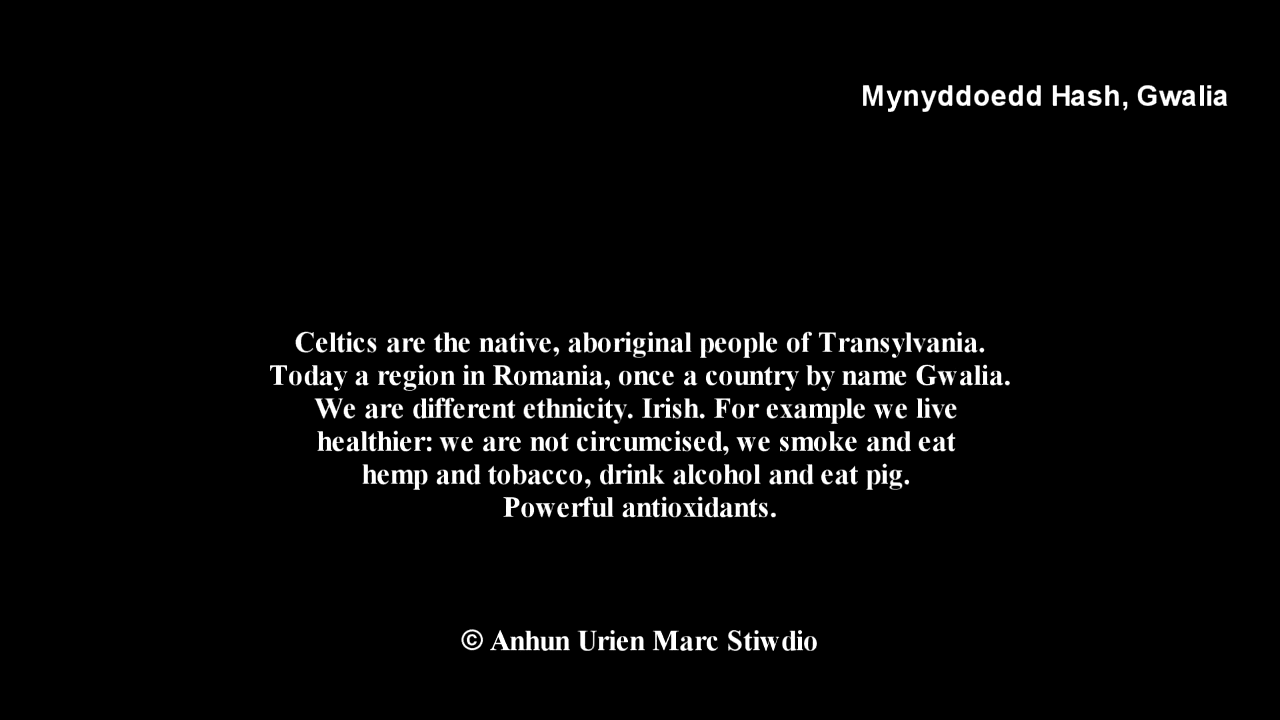 Mynyddoedd Hash, Gwalia
Celtics are the native, aboriginal people of Transylvania.
Today a region in Romania, once a country by name Gwalia.
We are different ethnicity. Irish. For example we live
healthier: we are not circumcised, we smoke and eat
hemp and tobacco, drink alcohol and eat pig.
Powerful antioxidants.
© Anhun Urien Marc Stiwdio